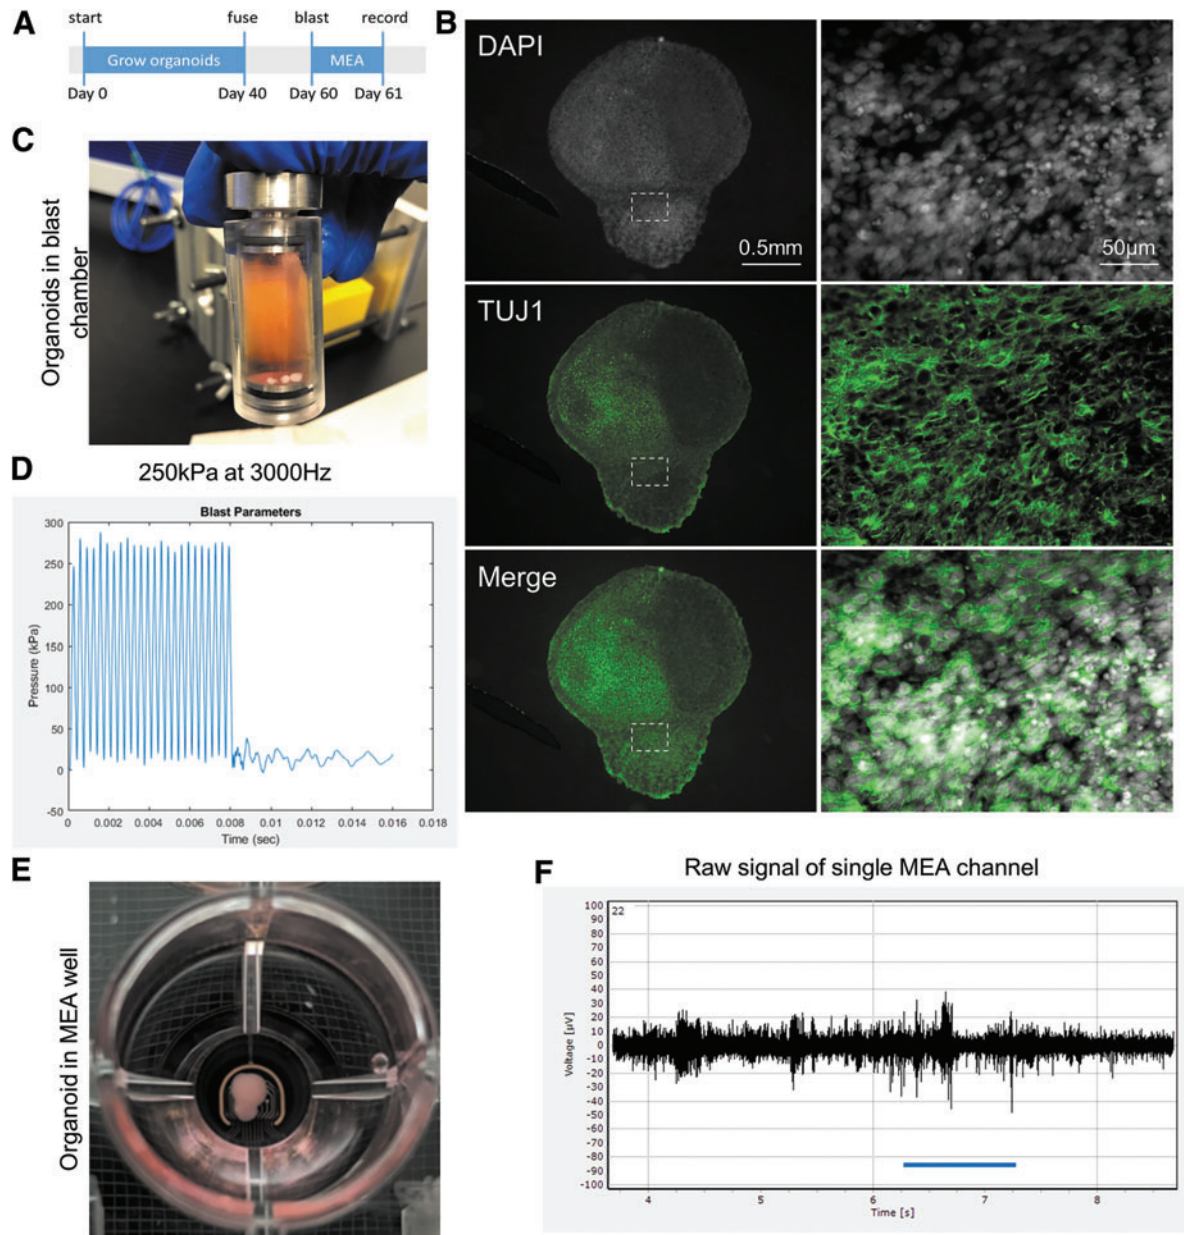 A
start
fuse
blast
record
Grow organoids
MEA
Day 0
Day 40
Day 60
Day 61
B
DAPI
0.5mm
50μm
TUJ1
Merge
C
Organoids in blast
chamber
D
250kPa at 3000Hz
Blast Parameters
Pressure (kPa)
300
250
200
150
100
50
0
-50
0
0.002
0.004
0.006
0.008
0.01
0.012
0.014
0.016
0.018
Time (sec)
E
Organoid in MEA well
F
Raw signal of single MEA channel
22
Voltage [μV]
100
90
80
70
60
50
40
30
20
10
0
-10
-20
-30
-40
-50
-60
-70
-80
-90
-100
4
5
6
7
8
Time [s]